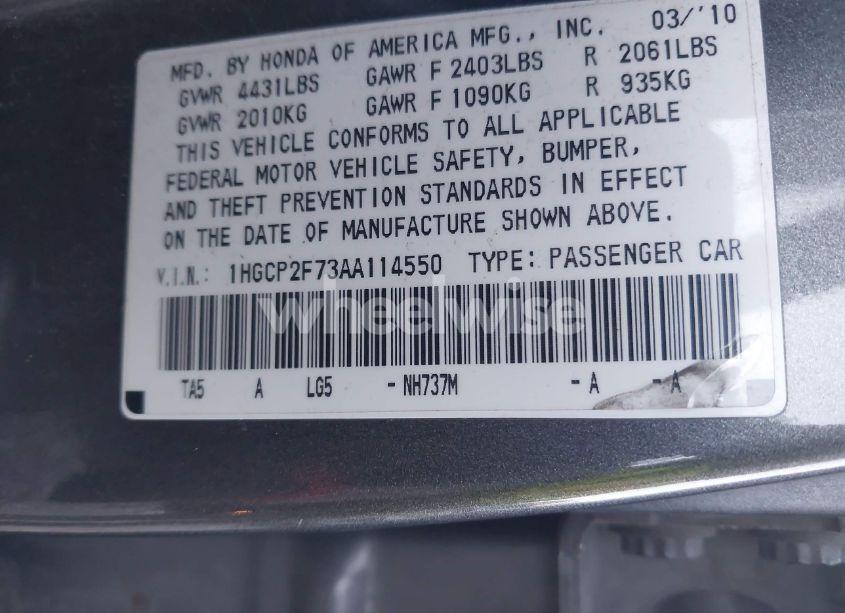 MFD. BY HONDA OF AMERICA MFG., INC. 03/'10
GVWR 4431LBS GAWR F 2403LBS R 2061LBS
GVWR 2010KG GAWR F 1090KG R 935KG
THIS VEHICLE CONFORMS TO ALL APPLICABLE
FEDERAL MOTOR VEHICLE SAFETY, BUMPER,
AND THEFT PREVENTION STANDARDS IN EFFECT
ON THE DATE OF MANUFACTURE SHOWN ABOVE.
V.I.N.: 1HGCP2F73AA114550 TYPE: PASSENGER CAR
wheelwise
TA5 A LG5 - NH737M - A - A